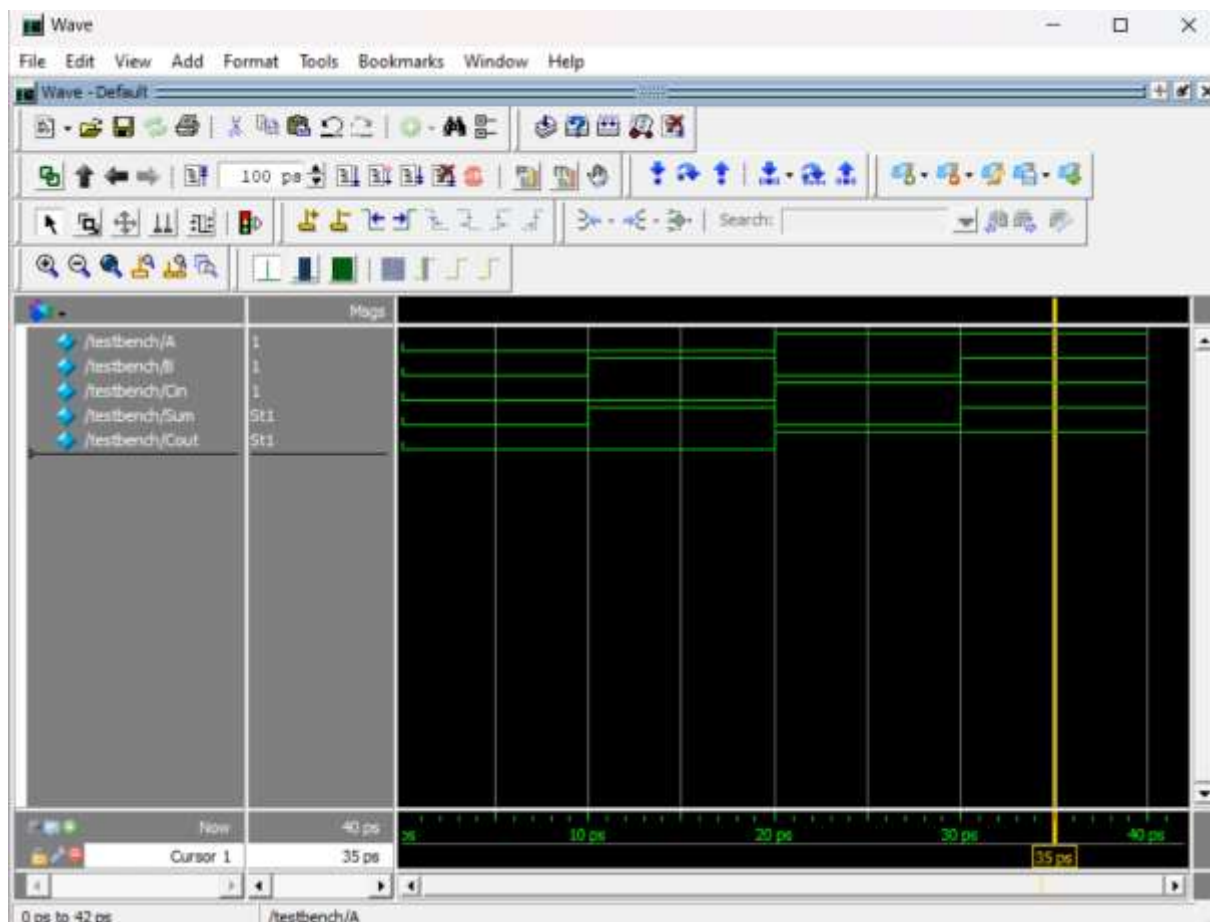 Wave
File Edit View Add Format Tools Bookmarks Window Help
Wave - Default
100 ps
Search:
Msgs
/testbench/A 1
/testbench/B 1
/testbench/Cin 1
/testbench/Sum St1
/testbench/Cout St1
Now 40 ps
ps 10 ps 20 ps 30 ps 40 ps
Cursor 1 35 ps
35 ps
0 ps to 42 ps /testbench/A